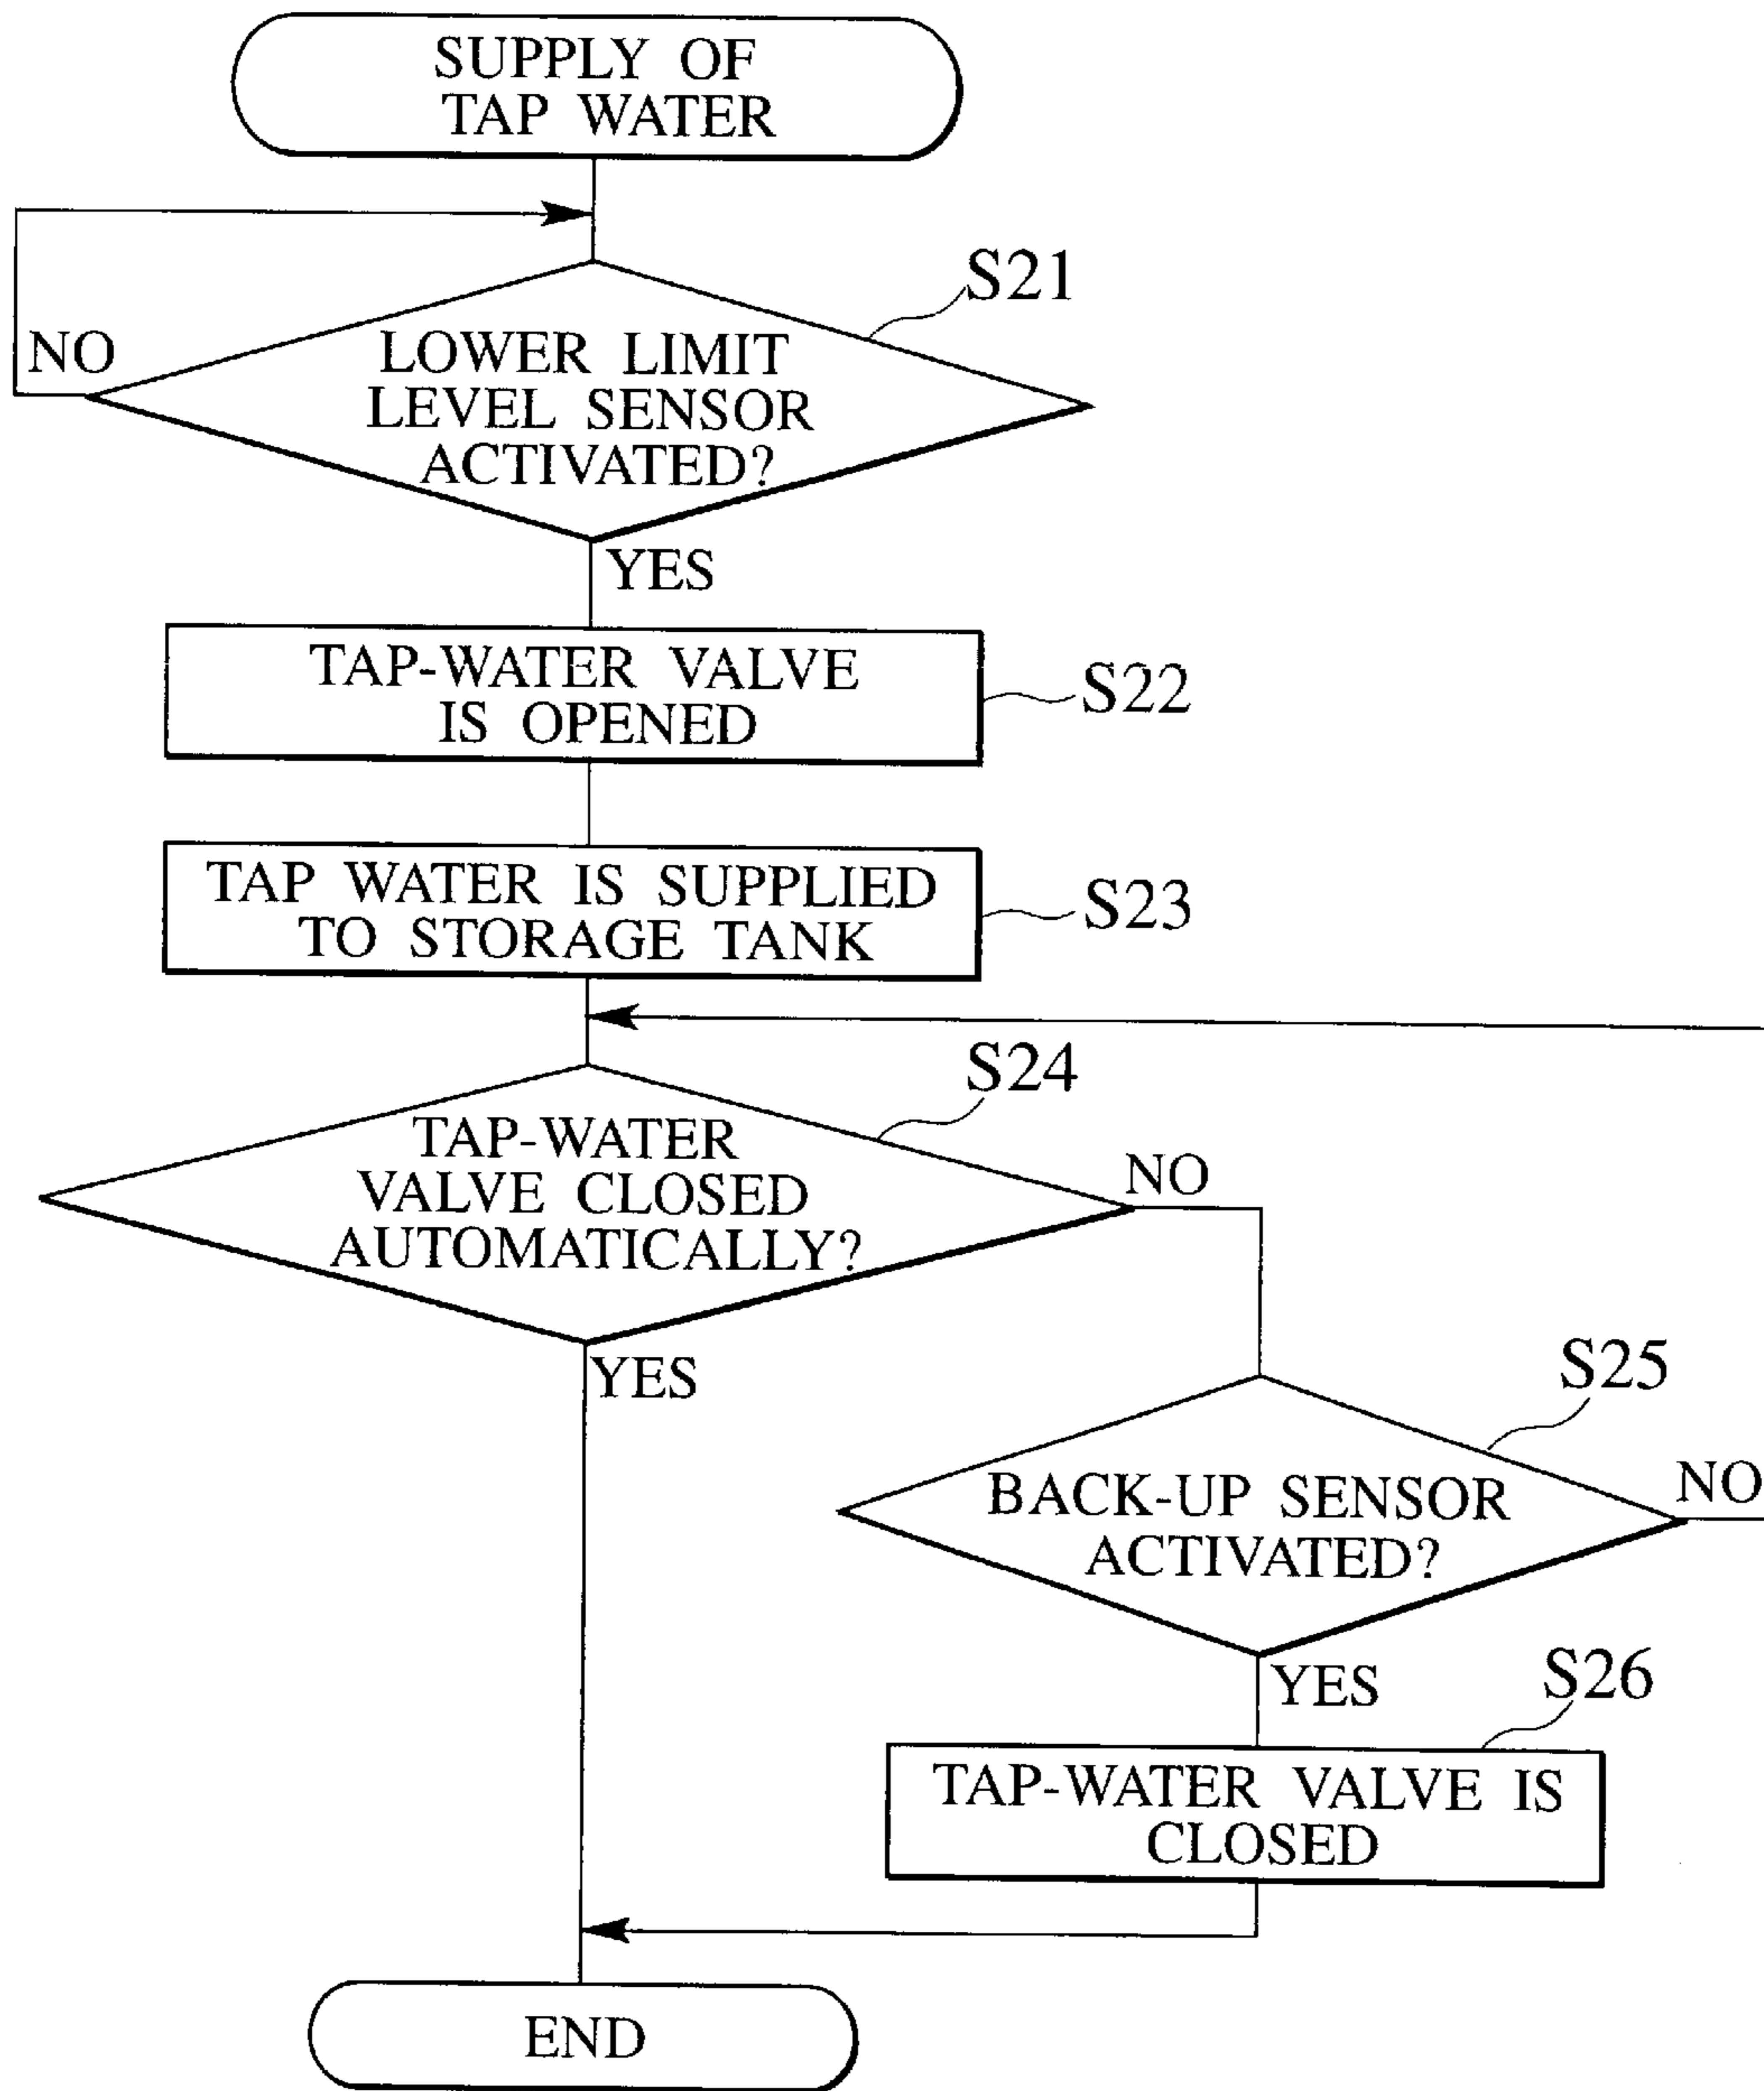 SUPPLY OF
TAP WATER
S21
NO
LOWER LIMIT
LEVEL SENSOR
ACTIVATED?
YES
TAP-WATER VALVE
IS OPENED
S22
TAP WATER IS SUPPLIED
TO STORAGE TANK
S23
S24
TAP-WATER
VALVE CLOSED
AUTOMATICALLY?
NO
YES
S25
BACK-UP SENSOR
ACTIVATED?
NO
YES
S26
TAP-WATER VALVE IS
CLOSED
END